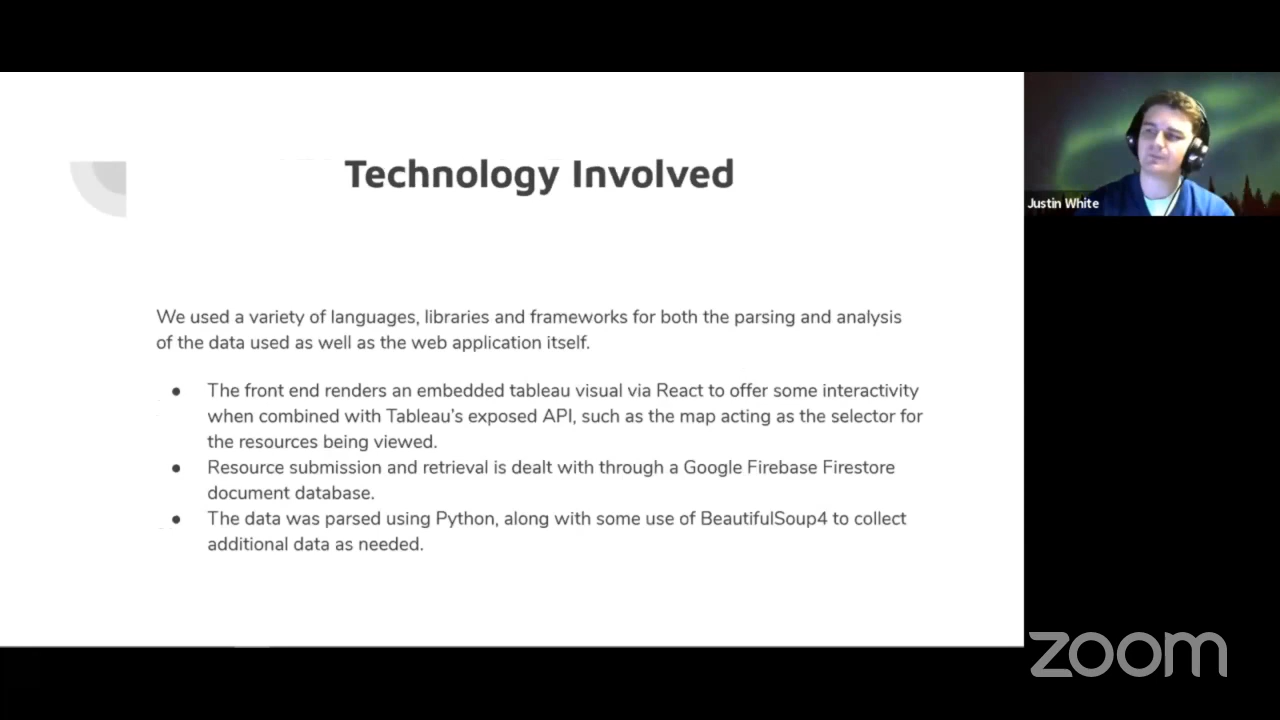 Technology Involved
Justin White
We used a variety of languages, libraries and frameworks for both the parsing and analysis
of the data used as well as the web application itself.
● The front end renders an embedded tableau visual via React to offer some interactivity
when combined with Tableau's exposed API, such as the map acting as the selector for
the resources being viewed.
● Resource submission and retrieval is dealt with through a Google Firebase Firestore
document database.
● The data was parsed using Python, along with some use of BeautifulSoup4 to collect
additional data as needed.
zoom